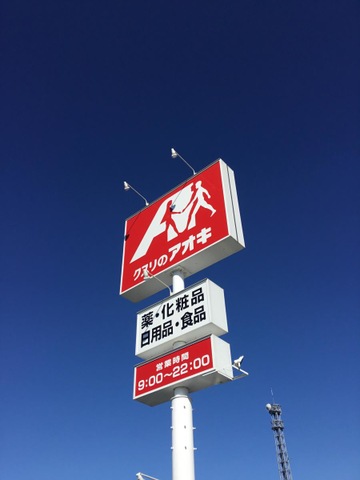 クスリのアオキ
薬・化粧品
日用品・食品
営業時間
9:00～22:00